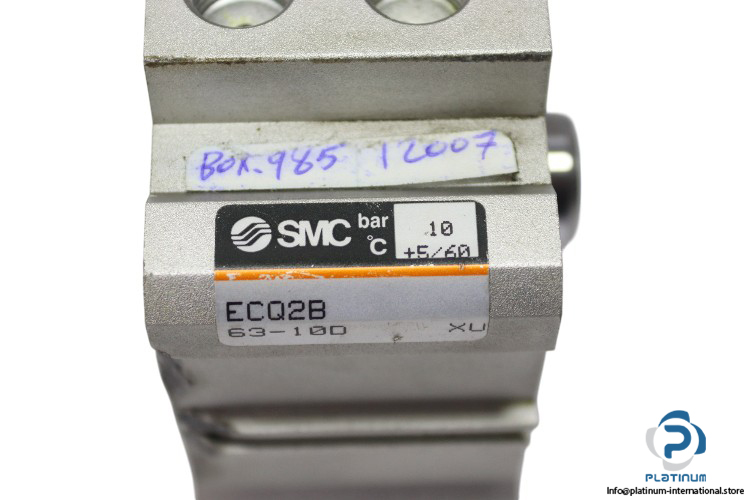 BOX.985 12007
SMC bar 10
°C +5/60
ECQ2B
63-10D XU
PLATINUM
Info@platinum-international.store